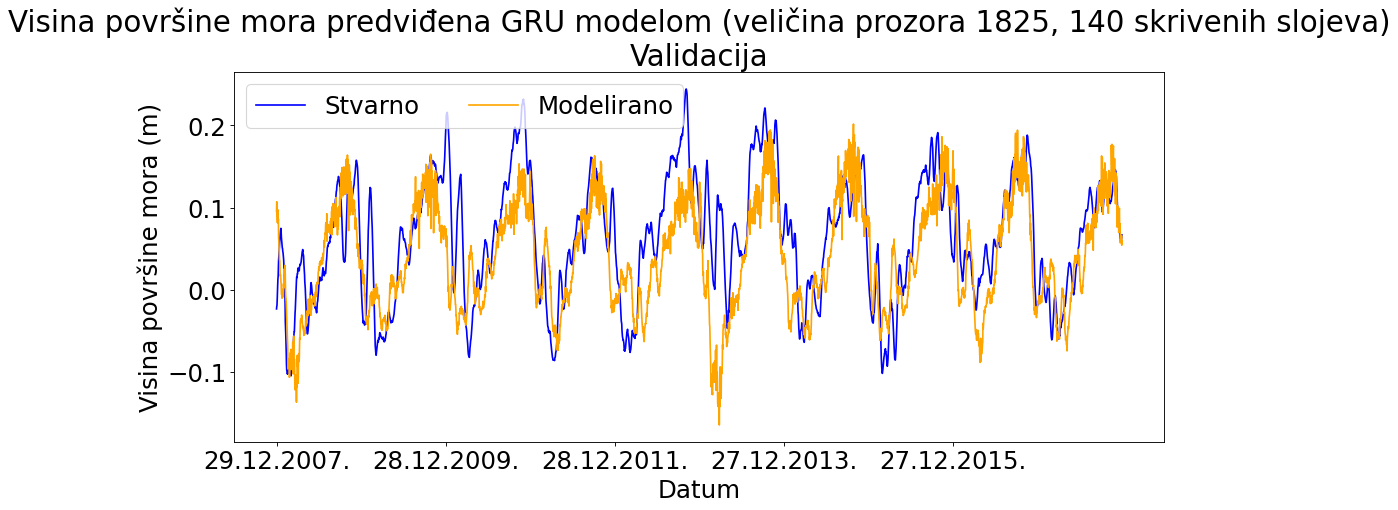 Visina površine mora predviđena GRU modelom (veličina prozora 1825, 140 skrivenih slojeva)
Validacija
Stvarno
Modelirano
Visina površine mora (m)
0.2
0.1
0.0
−0.1
29.12.2007.
28.12.2009.
28.12.2011.
27.12.2013.
27.12.2015.
Datum